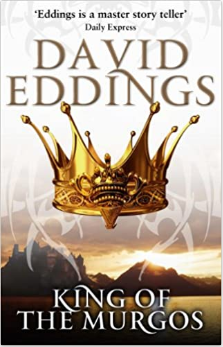 ‘Eddings is a master story teller’
Daily Express
DAVID
EDDINGS
KING OF
THE MURGOS